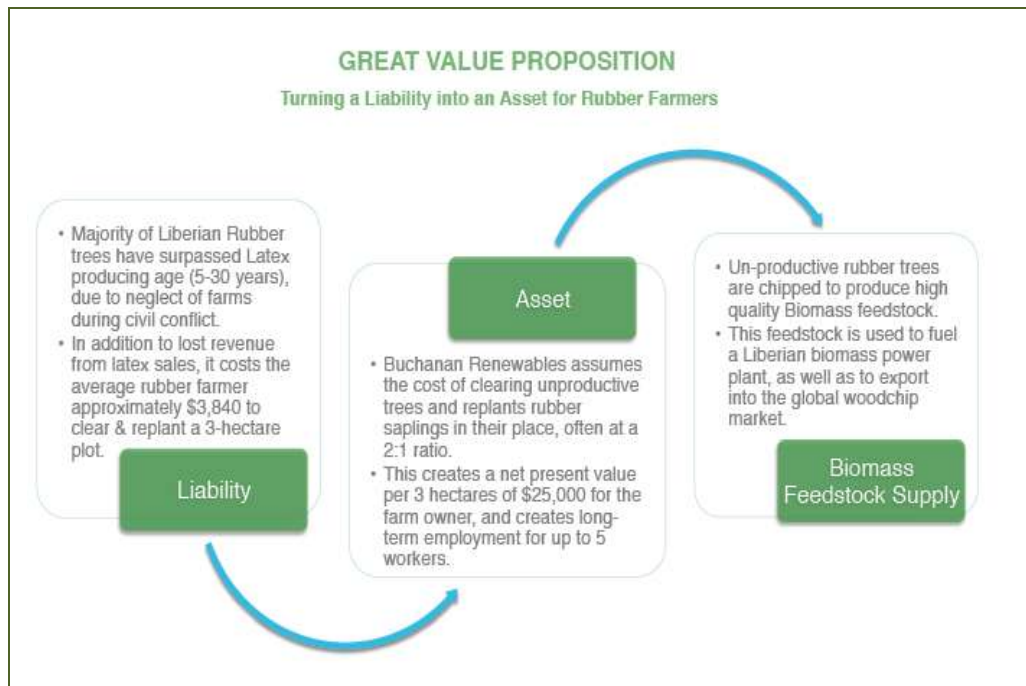 GREAT VALUE PROPOSITION
Turning a Liability into an Asset for Rubber Farmers
• Majority of Liberian Rubber
trees have surpassed Latex
producing age (5-30 years),
due to neglect of farms
during civil conflict.
• In addition to lost revenue
from latex sales, it costs the
average rubber farmer
approximately $3,840 to
clear & replant a 3-hectare
plot.
Liability
Asset
• Buchanan Renewables assumes
the cost of clearing unproductive
trees and replants rubber
saplings in their place, often at a
2:1 ratio.
• This creates a net present value
per 3 hectares of $25,000 for the
farm owner, and creates long-
term employment for up to 5
workers.
• Un-productive rubber trees
are chipped to produce high
quality Biomass feedstock.
• This feedstock is used to fuel
a Liberian biomass power
plant, as well as to export
into the global woodchip
market.
Biomass
Feedstock Supply